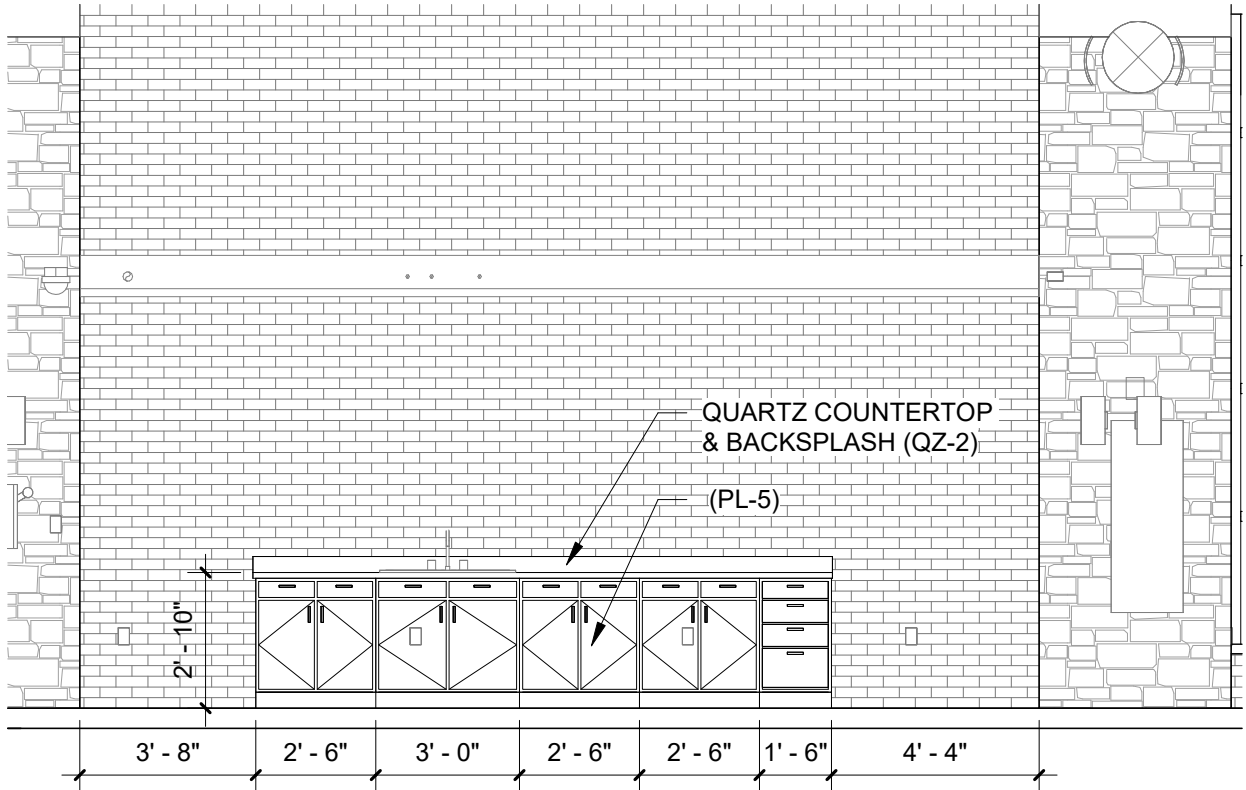 QUARTZ COUNTERTOP
& BACKSPLASH (QZ-2)
(PL-5)
2' - 10"
3' - 8"
2' - 6"
3' - 0"
2' - 6"
2' - 6"
1' - 6"
4' - 4"